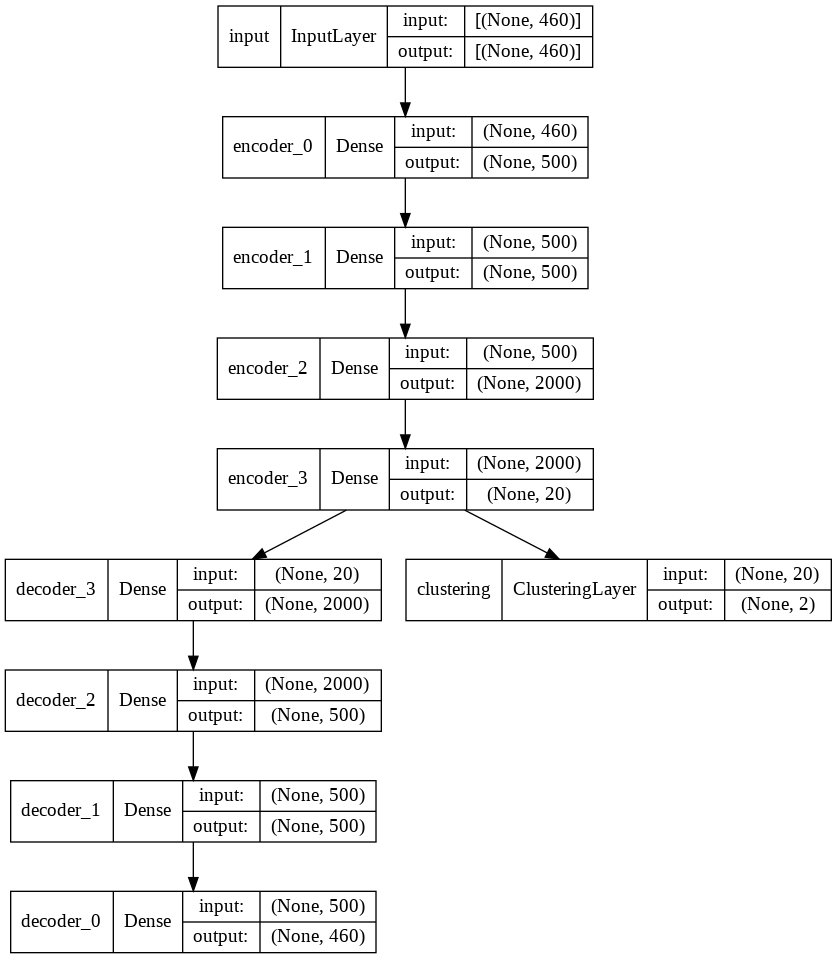 input InputLayer input: [(None, 460)]
output: [(None, 460)]
encoder_0 Dense input: (None, 460)
output: (None, 500)
encoder_1 Dense input: (None, 500)
output: (None, 500)
encoder_2 Dense input: (None, 500)
output: (None, 2000)
encoder_3 Dense input: (None, 2000)
output: (None, 20)
decoder_3 Dense input: (None, 20)
output: (None, 2000)
clustering ClusteringLayer input: (None, 20)
output: (None, 2)
decoder_2 Dense input: (None, 2000)
output: (None, 500)
decoder_1 Dense input: (None, 500)
output: (None, 500)
decoder_0 Dense input: (None, 500)
output: (None, 460)